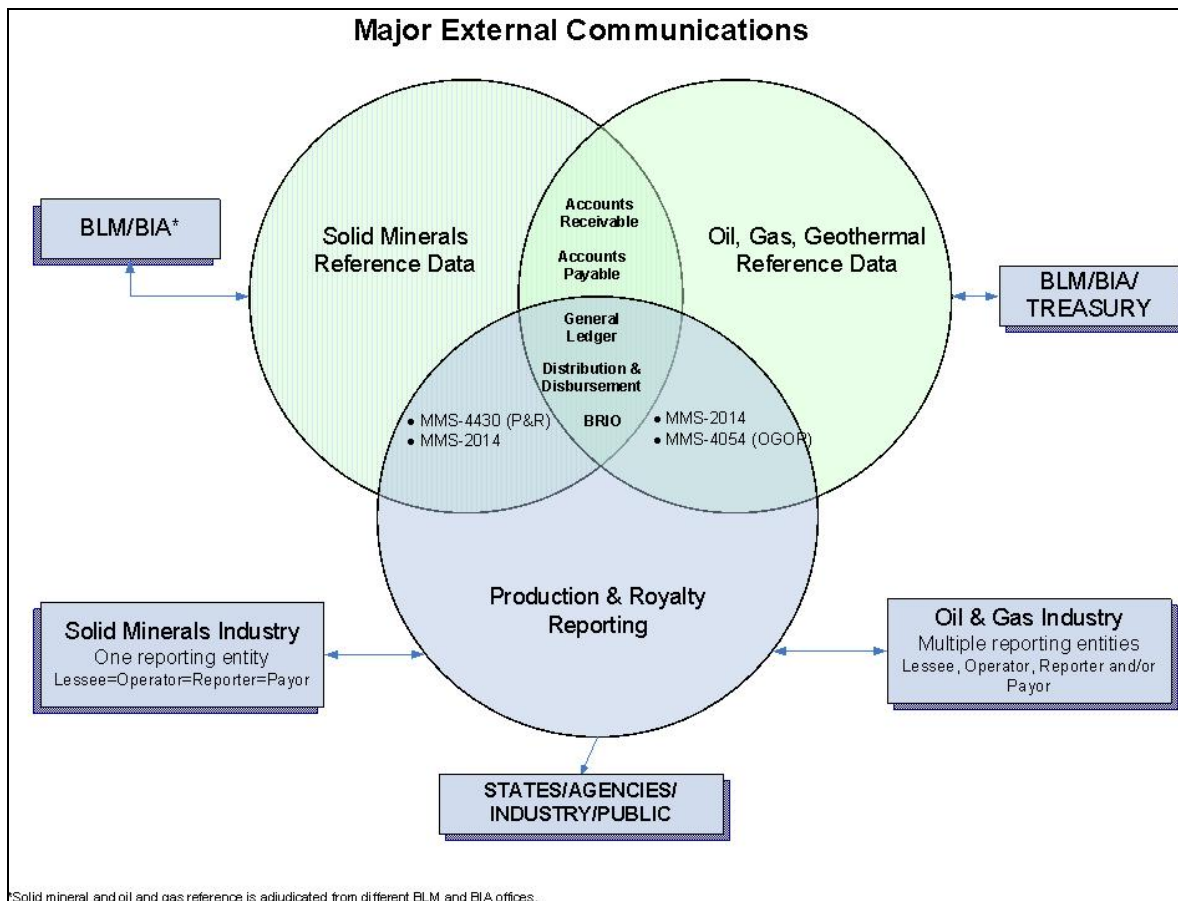 Major External Communications
BLM/BIA*
Solid Minerals
Reference Data
Accounts
Receivable
Accounts
Payable
Oil, Gas, Geothermal
Reference Data
BLM/BIA/
TREASURY
General
Ledger
Distribution &
Disbursement
BRIO
• MMS-4430 (P&R)
• MMS-2014
• MMS-2014
• MMS-4054 (OGOR)
Production & Royalty
Reporting
Solid Minerals Industry
One reporting entity
Lessee=Operator=Reporter=Payor
Oil & Gas Industry
Multiple reporting entities
Lessee, Operator, Reporter and/or
Payor
STATES/AGENCIES/
INDUSTRY/PUBLIC
*Solid mineral and oil and gas reference is adjudicated from different BLM and BIA offices.